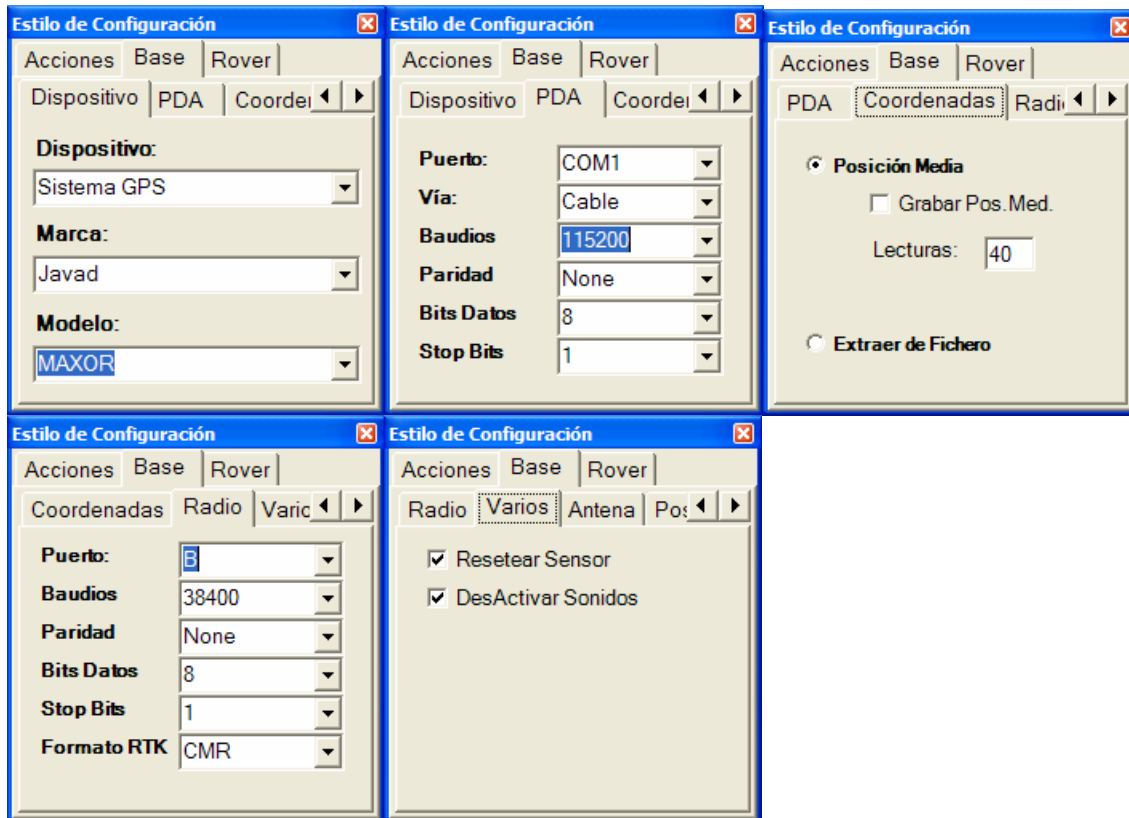 Estilo de Configuración
Acciones Base Rover
Dispositivo PDA Coorde
Dispositivo:
Sistema GPS
Marca:
Javad
Modelo:
MAXOR
Estilo de Configuración
Acciones Base Rover
Dispositivo PDA Coorde
Puerto: COM1
Vía: Cable
Baudios 115200
Paridad None
Bits Datos 8
Stop Bits 1
Estilo de Configuración
Acciones Base Rover
PDA Coordenadas Radi
Posición Media
Grabar Pos.Med.
Lecturas: 40
Extraer de Fichero
Estilo de Configuración
Acciones Base Rover
Coordenadas Radio Vario
Puerto: B
Baudios 38400
Paridad None
Bits Datos 8
Stop Bits 1
Formato RTK CMR
Estilo de Configuración
Acciones Base Rover
Radio Varios Antena Pos
Resetear Sensor
DesActivar Sonidos